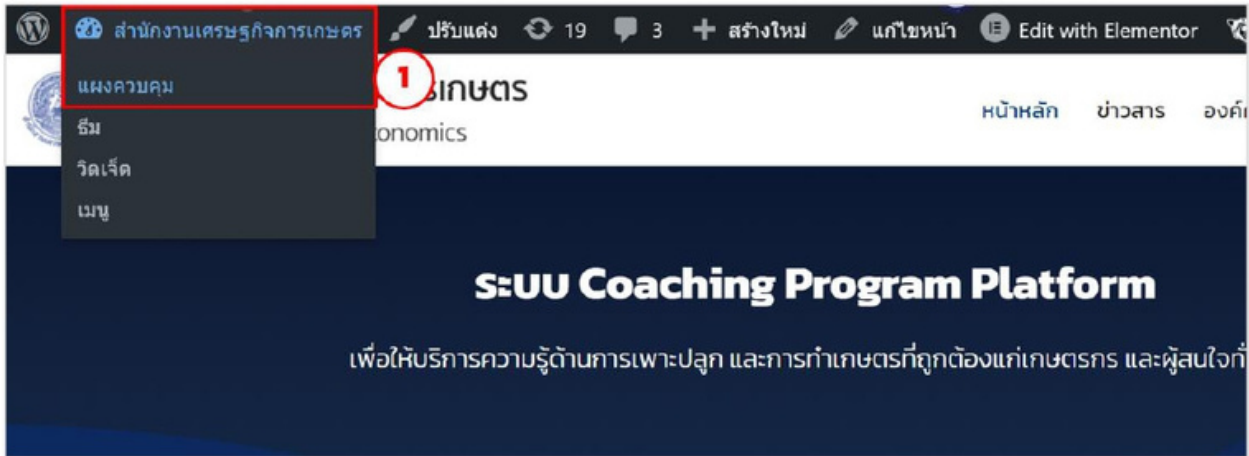 สำนักงานเศรษฐกิจการเกษตร ปรับแต่ง 19 3 + สร้างใหม่ แก้ไขหน้า Edit with Elementor
แผงควบคุม
1
รเกษตร
หน้าหลัก ข่าวสาร
ธีม
onomics
วิดเจ็ต
เมนู
ระบบ Coaching Program Platform
เพื่อให้บริการความรู้ด้านการเพาะปลูก และการทำเกษตรที่ถูกต้องแก่เกษตรกร และผู้สนใจ